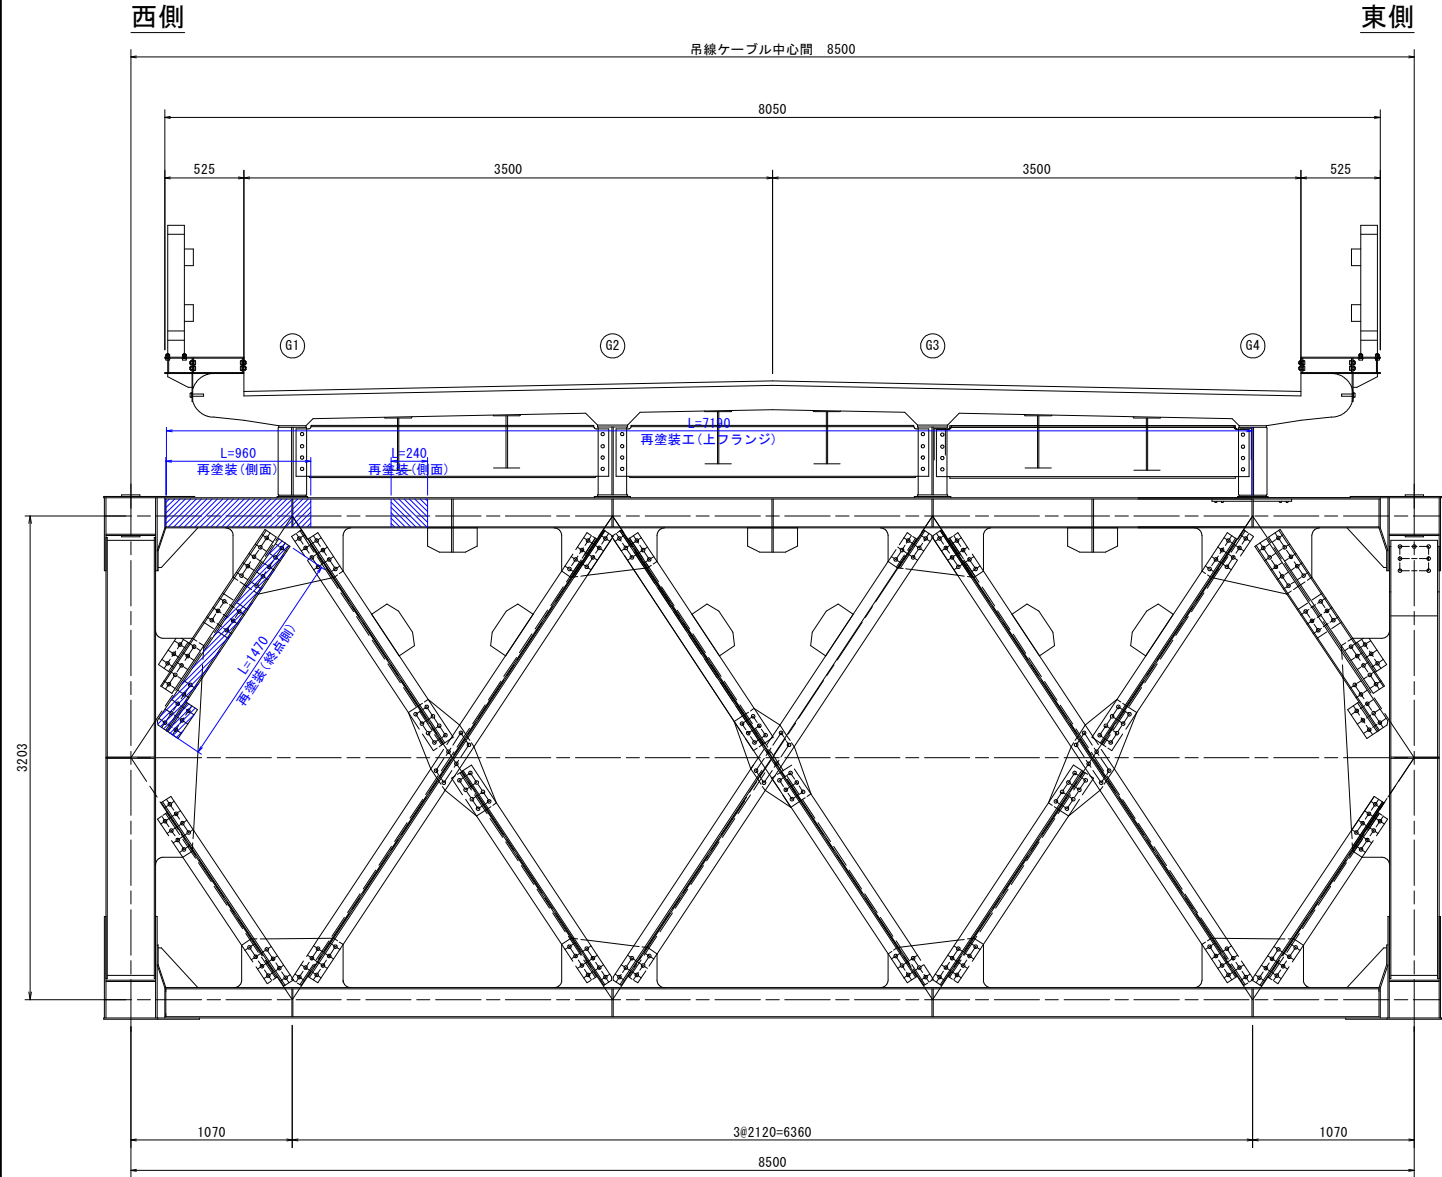 西側
東側
吊線ケーブル中心間 8500
8050
525
3500
3500
525
G1
G2
G3
G4
L=7190
再塗装工(上フランジ)
L=960
再塗装(側面)
L=240
再塗装(側面)
L=1470
再塗装(終点側)
3203
1070
3@2120=6360
1070
8500